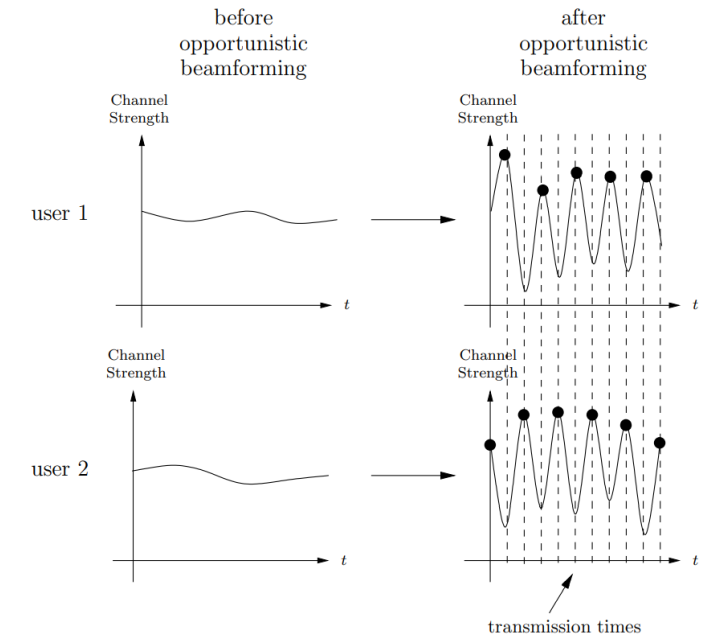 before
opportunistic
beamforming
after
opportunistic
beamforming
Channel
Strength
Channel
Strength
user 1
t
t
Channel
Strength
Channel
Strength
user 2
t
t
transmission times